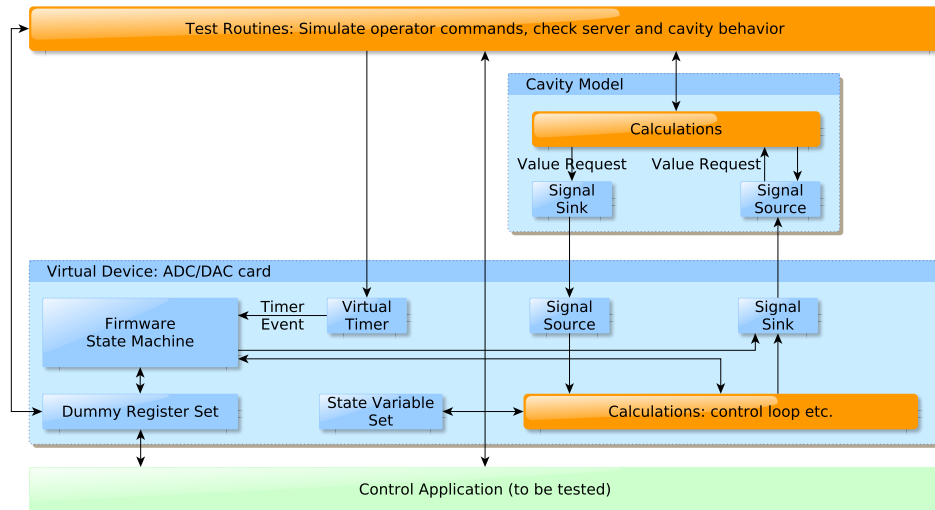 Test Routines: Simulate operator commands, check server and cavity behavior
Cavity Model
Calculations
Value Request
Value Request
Signal
Sink
Signal
Source
Virtual Device: ADC/DAC card
Firmware
State Machine
Timer
Event
Virtual
Timer
Signal
Source
Signal
Sink
Dummy Register Set
State Variable
Set
Calculations: control loop etc.
Control Application (to be tested)